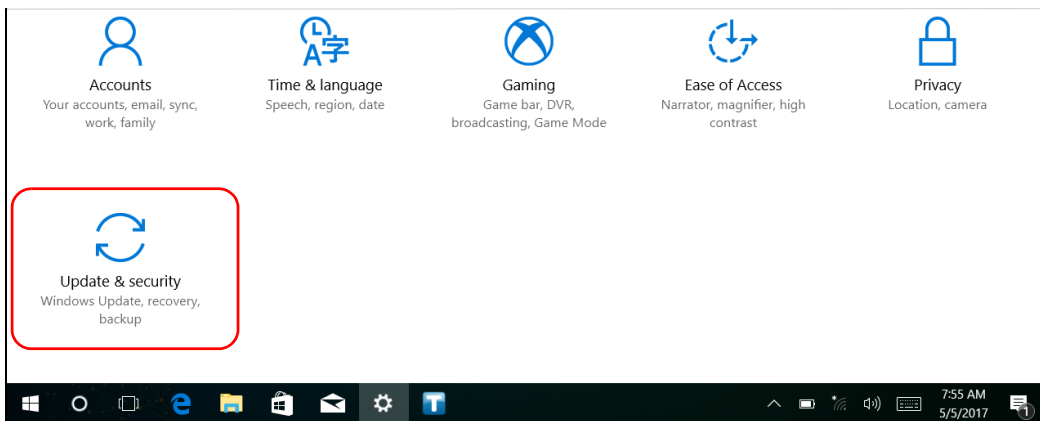 Accounts
Your accounts, email, sync,
work, family
Time & language
Speech, region, date
Gaming
Game bar, DVR,
broadcasting, Game Mode
Ease of Access
Narrator, magnifier, high
contrast
Privacy
Location, camera
Update & security
Windows Update, recovery,
backup
7:55 AM
5/5/2017
1